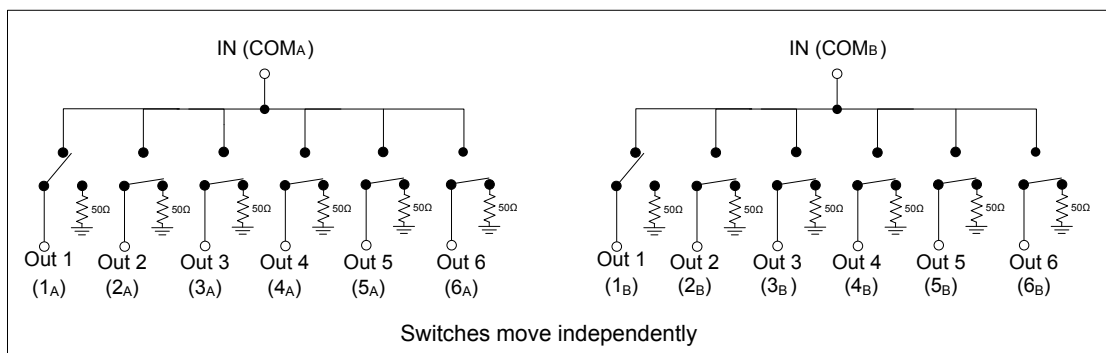 IN (COMA) IN (COMB)
50Ω 50Ω 50Ω 50Ω 50Ω 50Ω 50Ω 50Ω 50Ω 50Ω 50Ω 50Ω
Out 1 Out 2 Out 3 Out 4 Out 5 Out 6 Out 1 Out 2 Out 3 Out 4 Out 5 Out 6
(1A) (2A) (3A) (4A) (5A) (6A) (1B) (2B) (3B) (4B) (5B) (6B)
Switches move independently